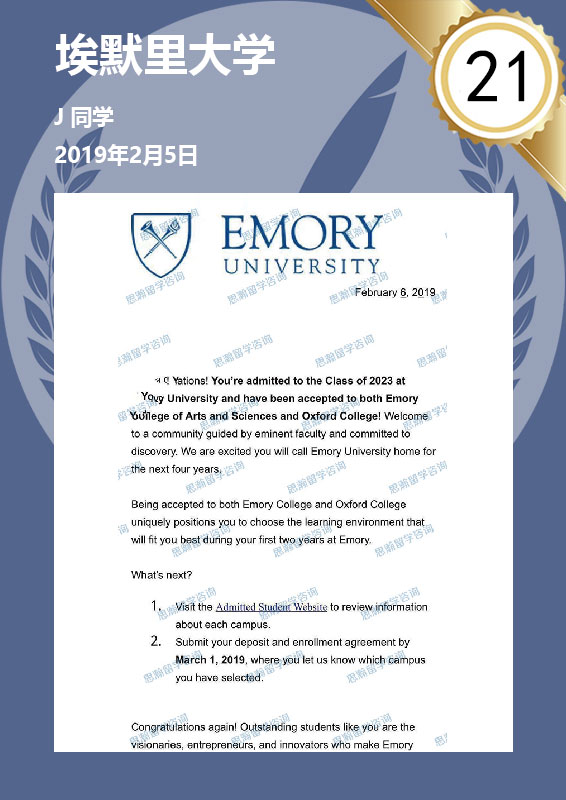 埃默里大学
21
J 同学
2019年2月5日
EMORY
UNIVERSITY
February 6, 2019
ations! You're admitted to the Class of 2023 at
University and have been accepted to both Emory
College of Arts and Sciences and Oxford College! Welcome
to a community guided by eminent faculty and committed to
discovery. We are excited you will call Emory University home for
the next four years.
Being accepted to both Emory College and Oxford College
uniquely positions you to choose the learning environment that
will fit you best during your first two years at Emory.
What's next?
1. Visit the Admitted Student Website to review information
about each campus.
2. Submit your deposit and enrollment agreement by
March 1, 2019, where you let us know which campus
you have selected.
Congratulations again! Outstanding students like you are the
visionaries, entrepreneurs, and innovators who make Emory
思瀚留学咨询